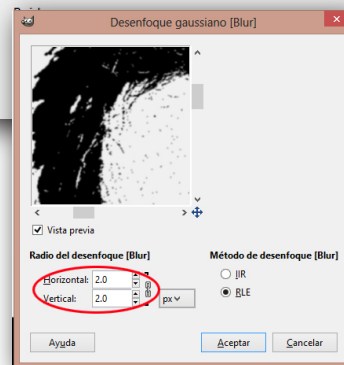 Desenfoque gaussiano [Blur]
Vista previa
Radio del desenfoque [Blur]
Método de desenfoque [Blur]
Horizontal: 2.0
IIR
Vertical: 2.0
px
RLE
Ayuda
Aceptar
Cancelar